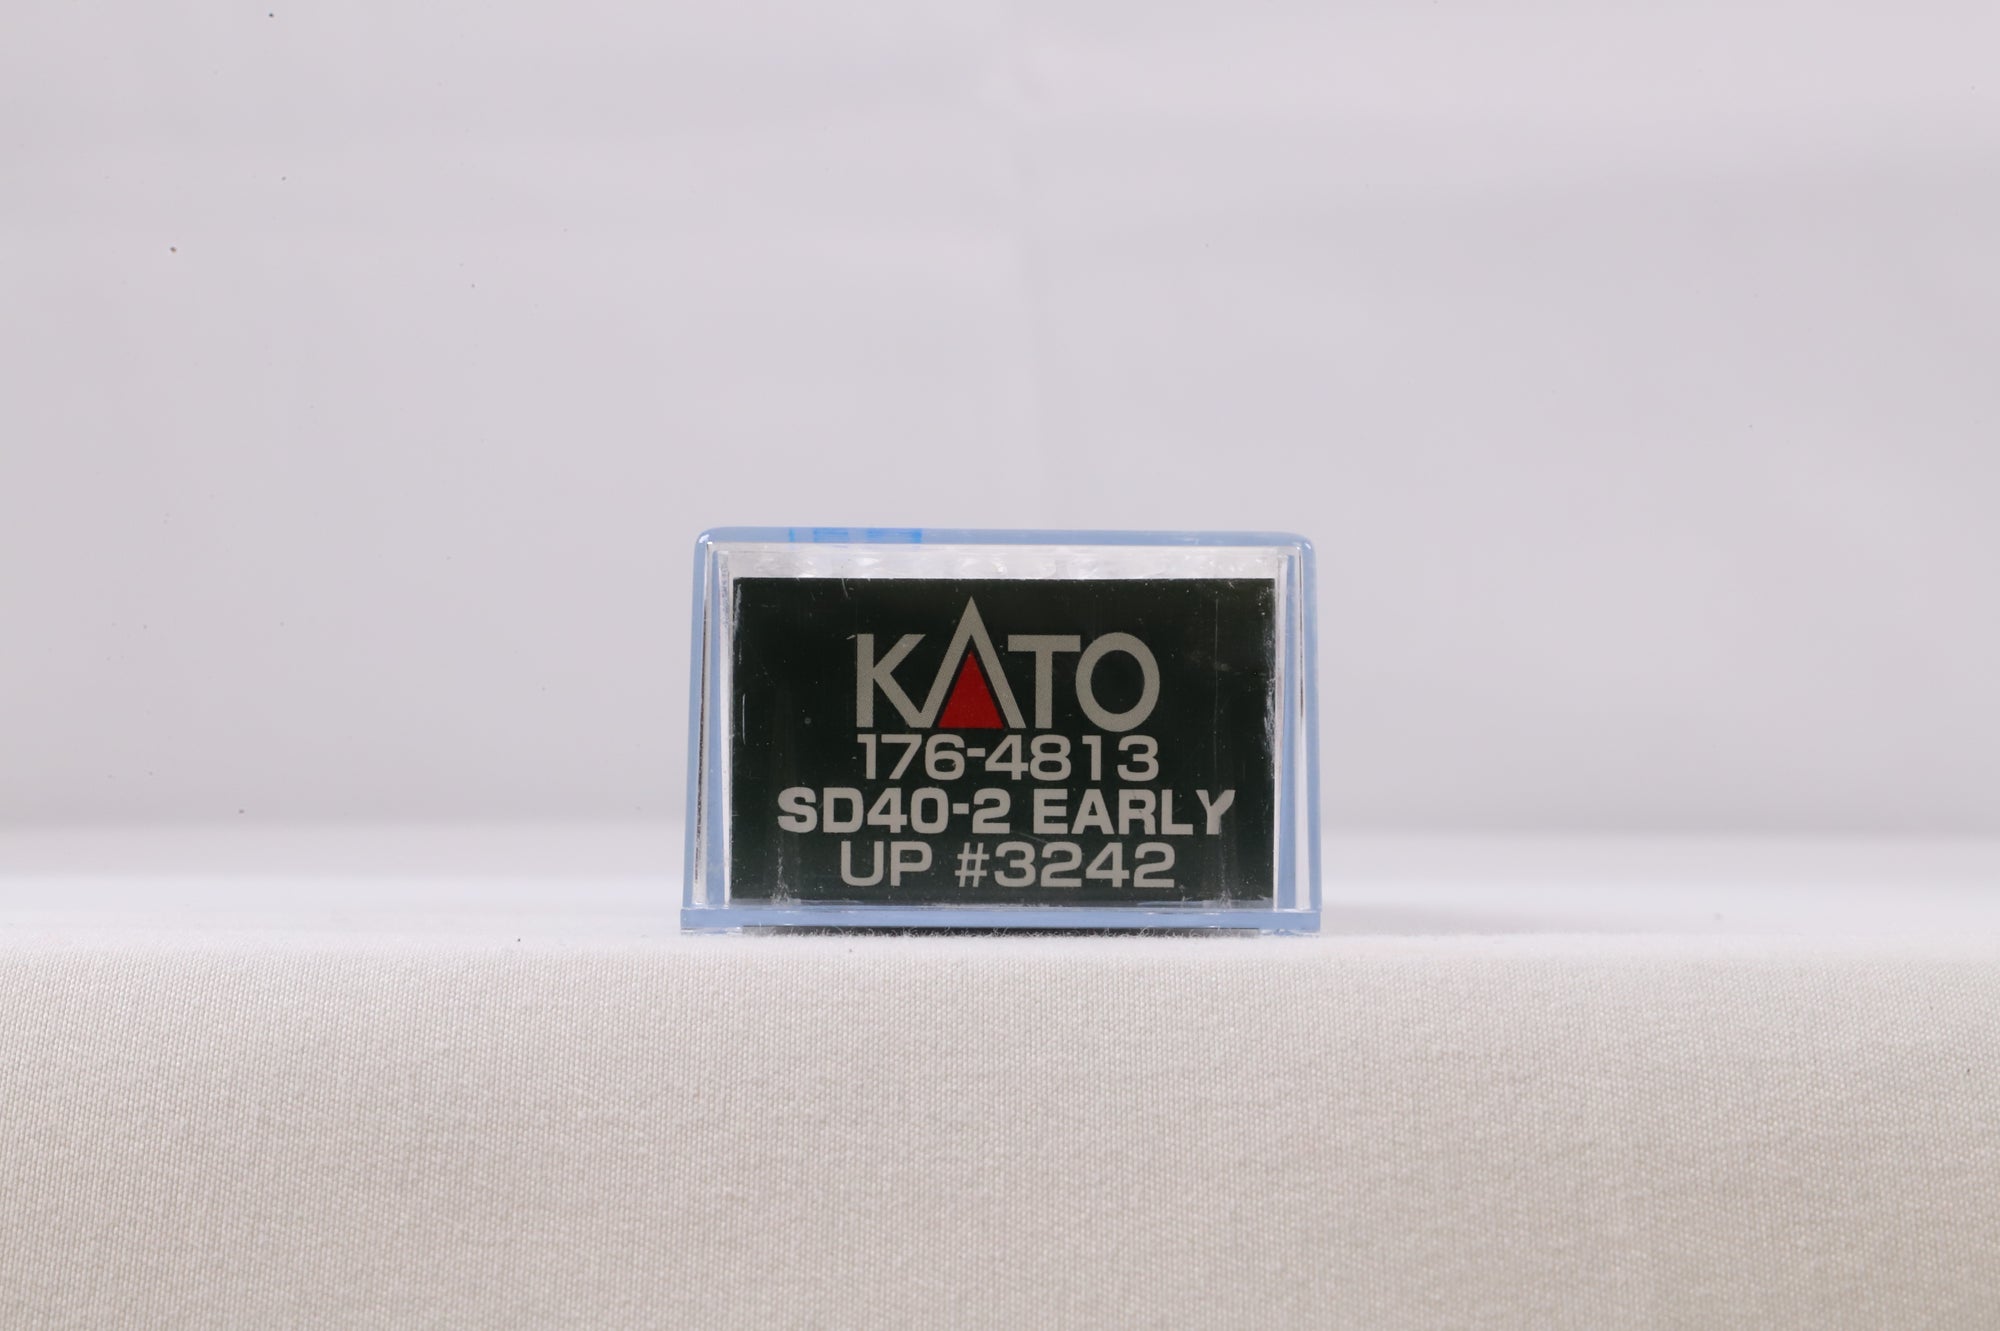 KATO
176-4813
SD40-2 EARLY
UP #3242